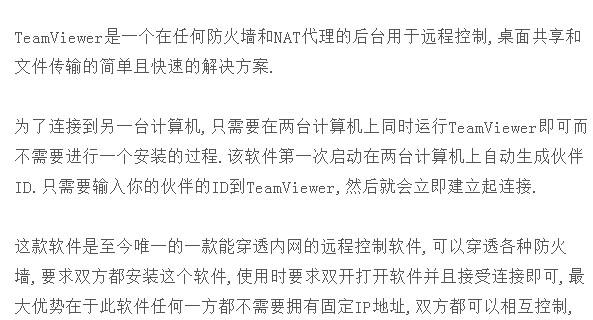 TeamViewer是一个在任何防火墙和NAT代理的后台用于远程控制,桌面共享和
文件传输的简单且快速的解决方案.
为了连接到另一台计算机,只需要在两台计算机上同时运行TeamViewer即可而
不需要进行一个安装的过程.该软件第一次启动在两台计算机上自动生成伙伴
ID.只需要输入你的伙伴的ID到TeamViewer,然后就会立即建立起连接.
这款软件是至今唯一的一款能穿透内网的远程控制软件,可以穿透各种防火
墙,要求双方都安装这个软件,使用时要求双开打开软件并且接受连接即可,最
大优势在于此软件任何一方都不需要拥有固定IP地址,双方都可以相互控制,